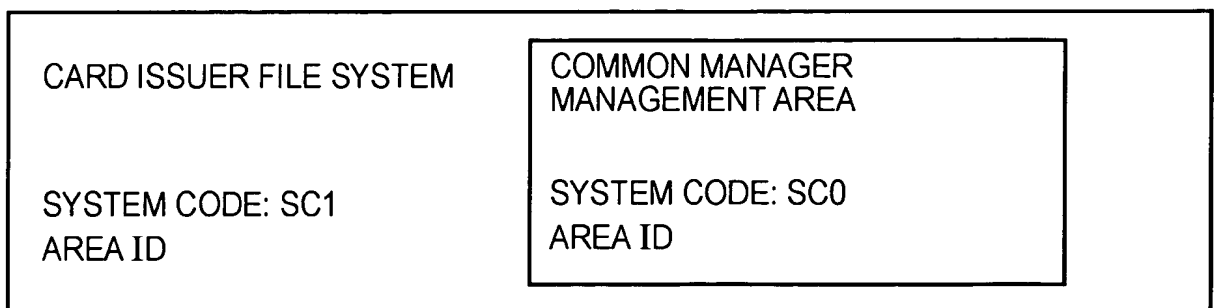 CARD ISSUER FILE SYSTEM
SYSTEM CODE: SC1
AREA ID
COMMON MANAGER
MANAGEMENT AREA
SYSTEM CODE: SC0
AREA ID